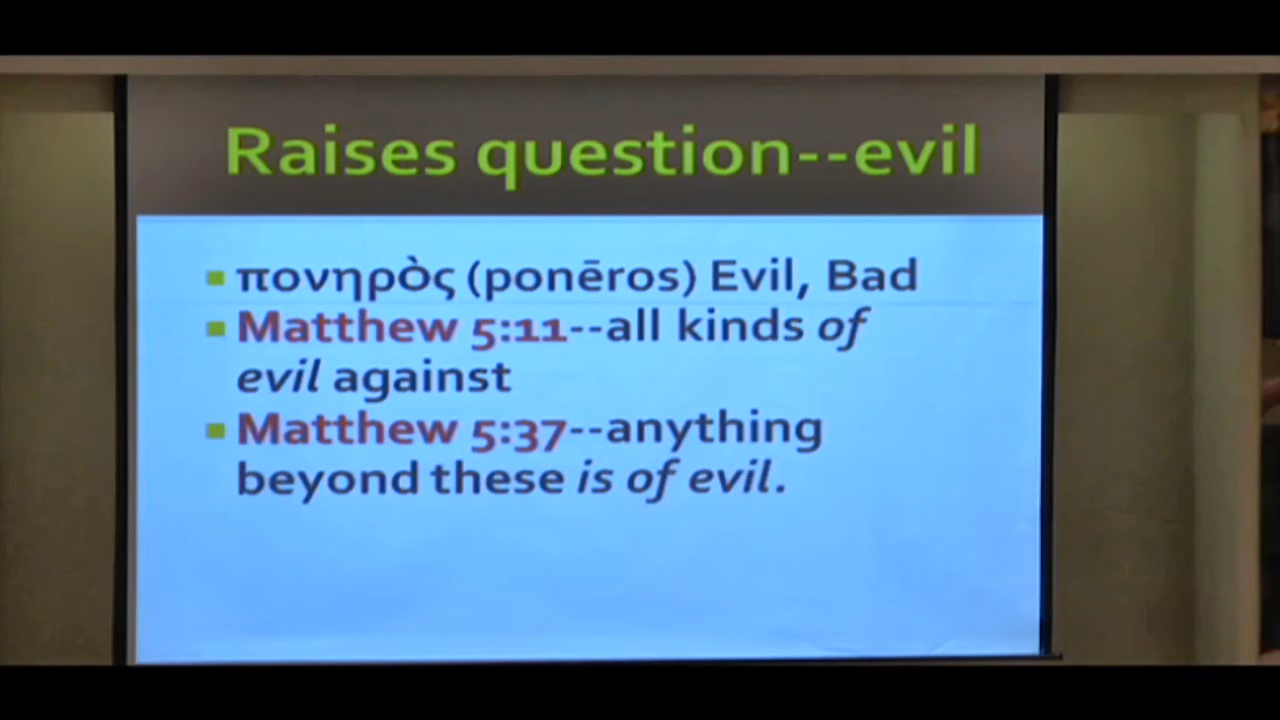 Raises question--evil
πονηρὸς (ponēros) Evil, Bad
Matthew 5:11--all kinds of
evil against
Matthew 5:37--anything
beyond these is of evil.